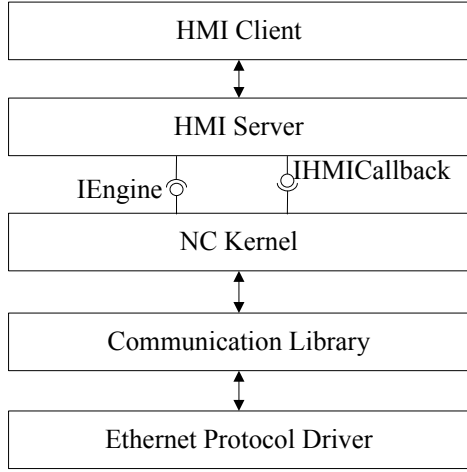 HMI Client
HMI Server
IHMICallback
IEngine
NC Kernel
Communication Library
Ethernet Protocol Driver